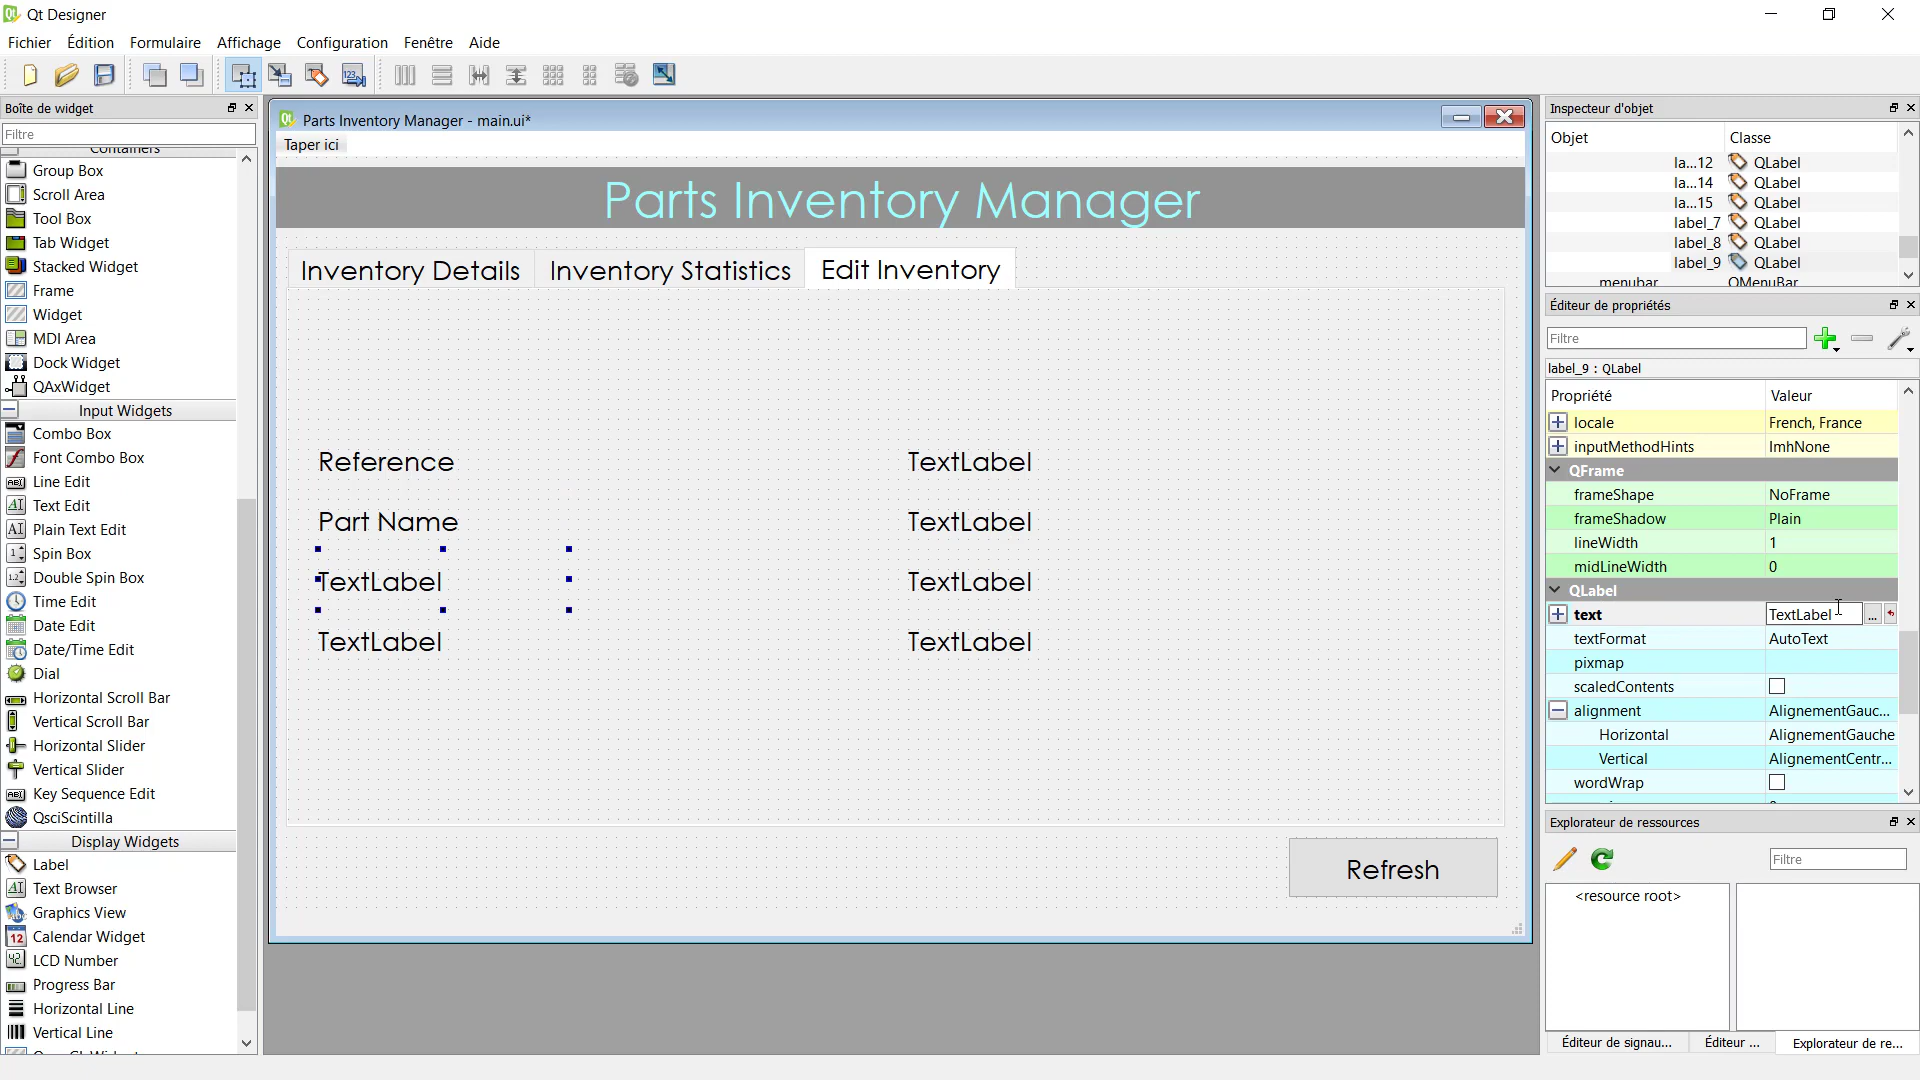 Qt Designer
Fichier Édition Formulaire Affichage Configuration Fenêtre Aide
Boîte de widget
Filtre
Containers
Group Box
Scroll Area
Tool Box
Tab Widget
Stacked Widget
Frame
Widget
MDI Area
Dock Widget
QAxWidget
Input Widgets
Combo Box
Font Combo Box
Line Edit
Text Edit
Plain Text Edit
Spin Box
Double Spin Box
Time Edit
Date Edit
Date/Time Edit
Dial
Horizontal Scroll Bar
Vertical Scroll Bar
Horizontal Slider
Vertical Slider
Key Sequence Edit
QsciScintilla
Display Widgets
Label
Text Browser
Graphics View
Calendar Widget
LCD Number
Progress Bar
Horizontal Line
Vertical Line
Parts Inventory Manager - main.ui*
Taper ici
Parts Inventory Manager
Inventory Details Inventory Statistics Edit Inventory
Reference TextLabel
Part Name TextLabel
TextLabel TextLabel
TextLabel TextLabel
Refresh
Inspecteur d'objet
Objet Classe
la...12 QLabel
la...14 QLabel
la...15 QLabel
label_7 QLabel
label_8 QLabel
label_9 QLabel
menubar QMenuBar
Éditeur de propriétés
Filtre
label_9 : QLabel
Propriété Valeur
locale French, France
inputMethodHints ImhNone
QFrame
frameShape NoFrame
frameShadow Plain
lineWidth 1
midLineWidth 0
QLabel
text TextLabel ...
textFormat AutoText
pixmap
scaledContents
alignment AlignementGauc...
Horizontal AlignementGauche
Vertical AlignementCentr...
wordWrap
Explorateur de ressources
Filtre
<resource root>
Éditeur de signau... Éditeur ... Explorateur de re...